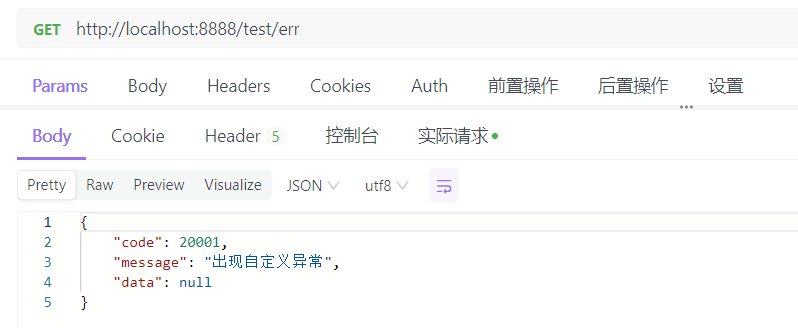 GET http://localhost:8888/test/err
Params Body Headers Cookies Auth 前置操作 后置操作 设置
Body Cookie Header 5 控制台 实际请求
Pretty Raw Preview Visualize JSON utf8
1 {
2 "code": 20001,
3 "message": "出现自定义异常",
4 "data": null
5 }